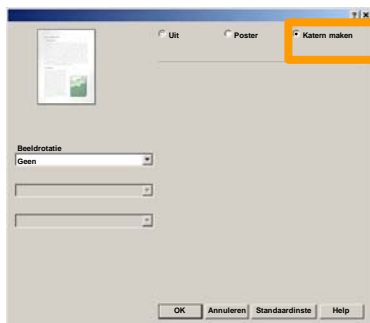 Uit Poster Katern maken
Beeldrotatie
Geen
OK Annuleren Standaardinste Help